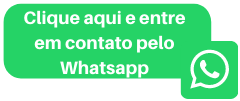 Clique aqui e entre
em contato pelo
Whatsapp